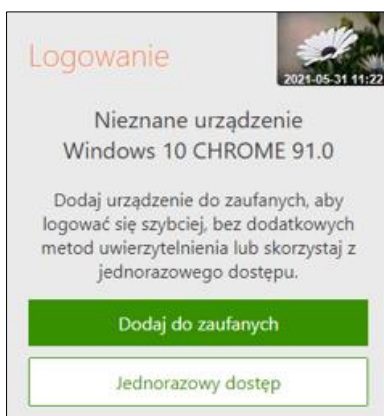 Logowanie
2021-05-31 11:22
Nieznane urządzenie
Windows 10 CHROME 91.0
Dodaj urządzenie do zaufanych, aby
logować się szybciej, bez dodatkowych
metod uwierzytelnienia lub skorzystaj z
jednorazowego dostępu.
Dodaj do zaufanych
Jednorazowy dostęp